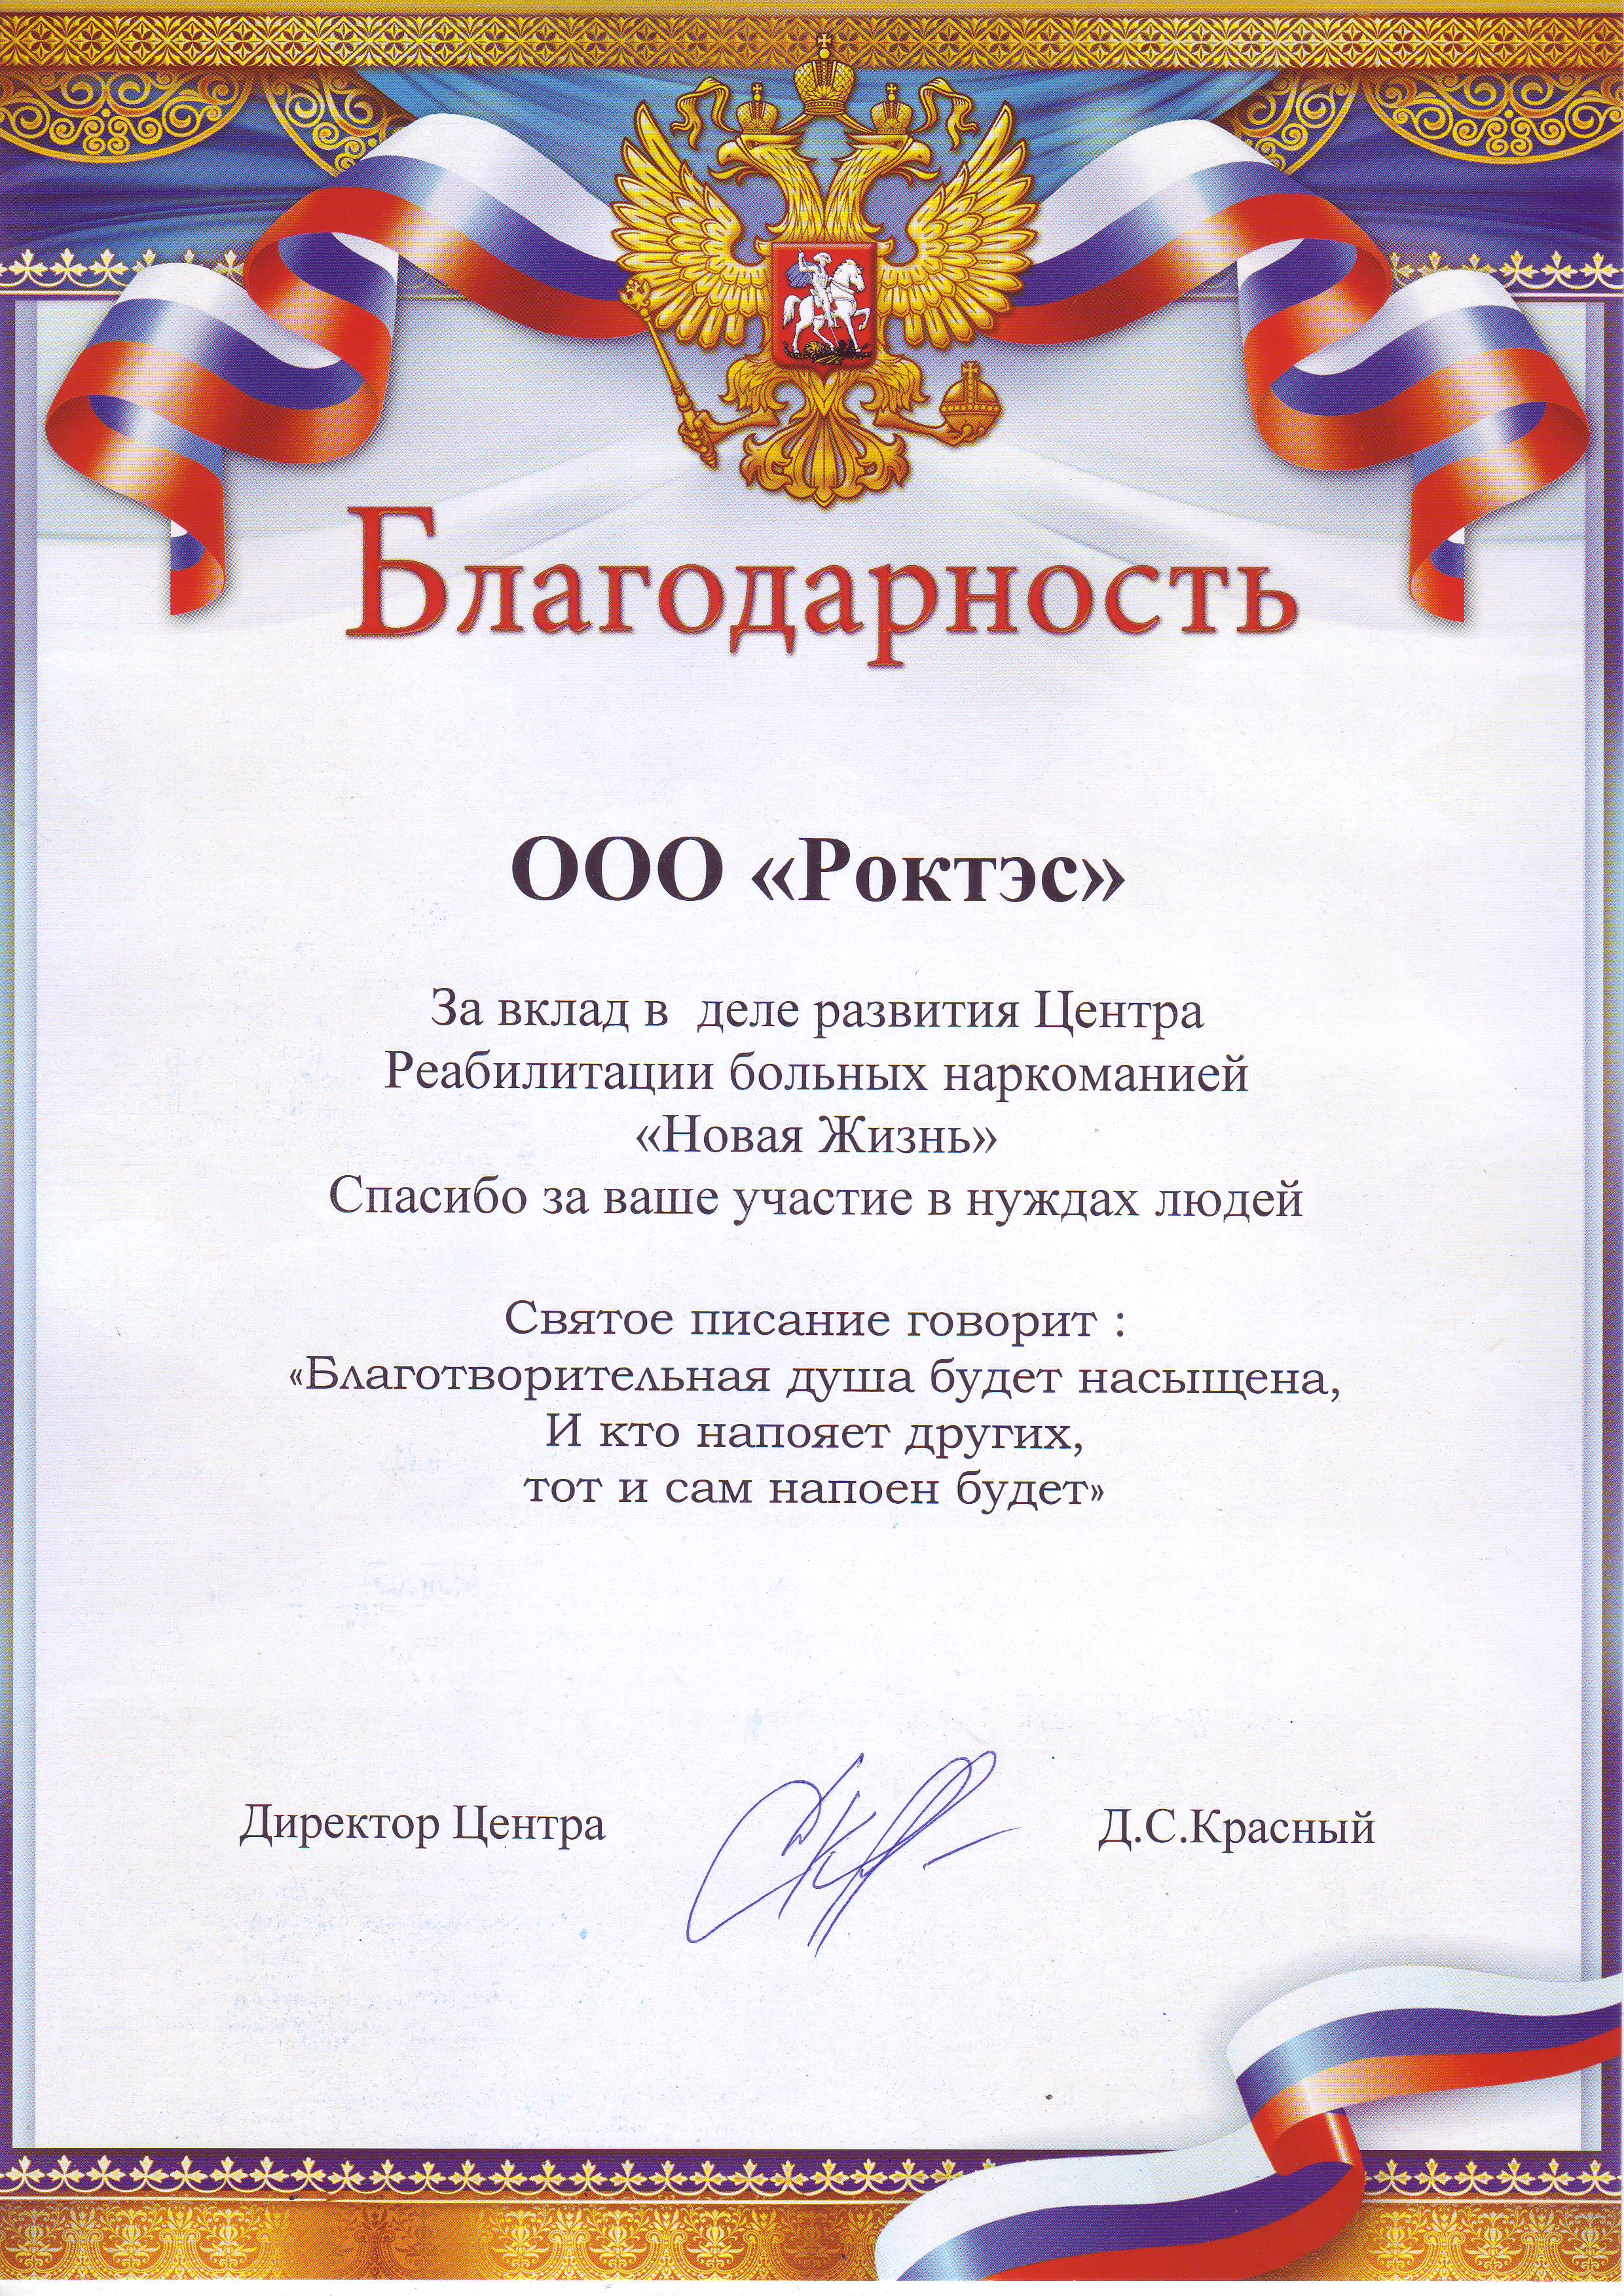 Благодарность
ООО «Роктэс»
За вклад в деле развития Центра
Реабилитации больных наркоманией
«Новая Жизнь»
Спасибо за ваше участие в нуждах людей
Святое писание говорит :
«Благотворительная душа будет насыщена,
И кто напояет других,
тот и сам напоен будет»
Директор Центра Д.С.Красный